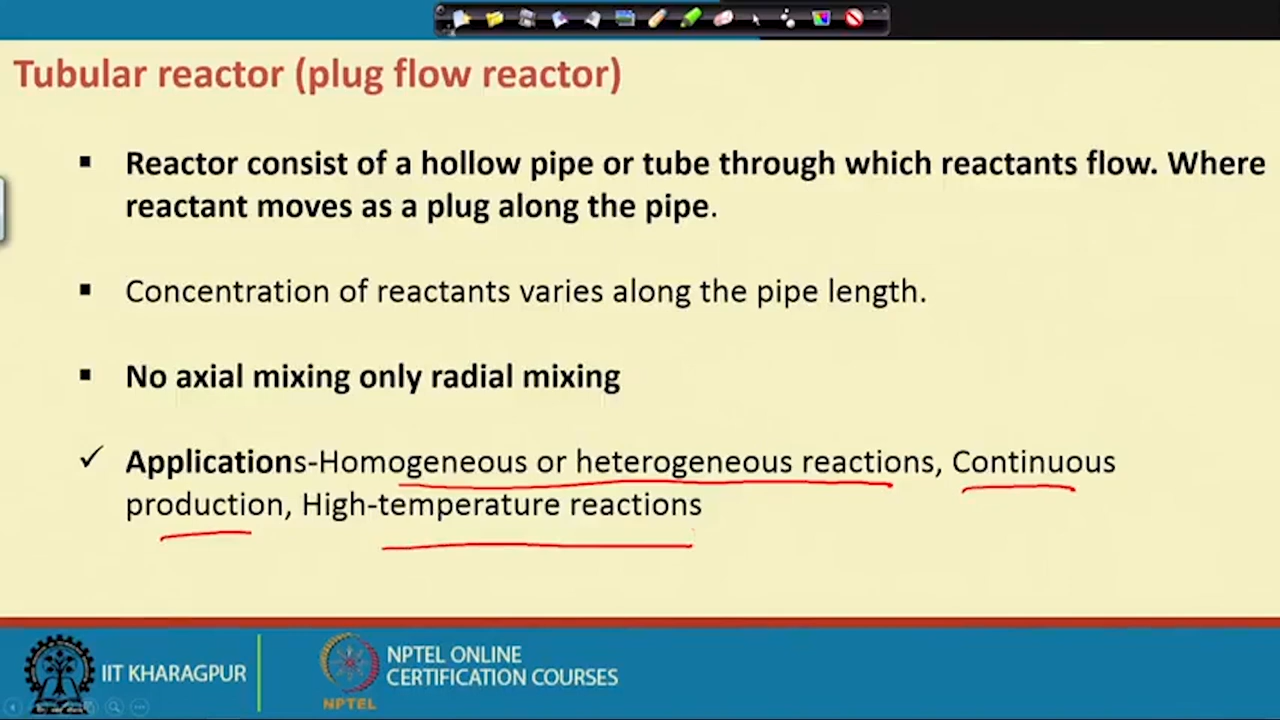 Tubular reactor (plug flow reactor)
▪ Reactor consist of a hollow pipe or tube through which reactants flow. Where
reactant moves as a plug along the pipe.
▪ Concentration of reactants varies along the pipe length.
▪ No axial mixing only radial mixing
✓ Applications-Homogeneous or heterogeneous reactions, Continuous
production, High-temperature reactions
IIT KHARAGPUR
NPTEL ONLINE
CERTIFICATION COURSES
NPTEL